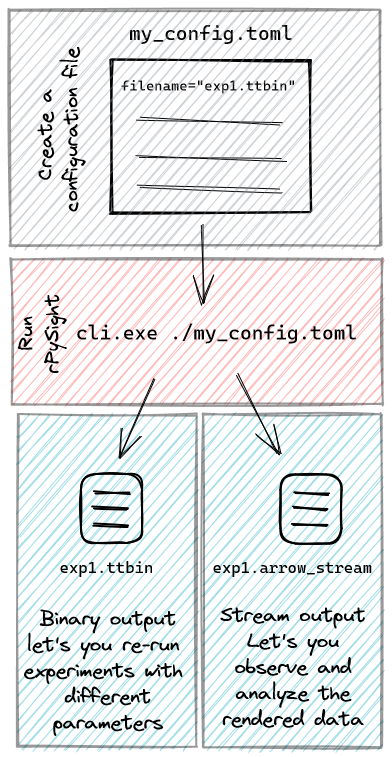 my_config.toml
Create a
configuration file
filename="exp1.ttbin"
Run
rPySight
cli.exe ./my_config.toml
exp1.ttbin
Binary output
let's you re-run
experiments with
different
parameters
exp1.arrow_stream
Stream output
Let's you
observe and
analyze the
rendered data